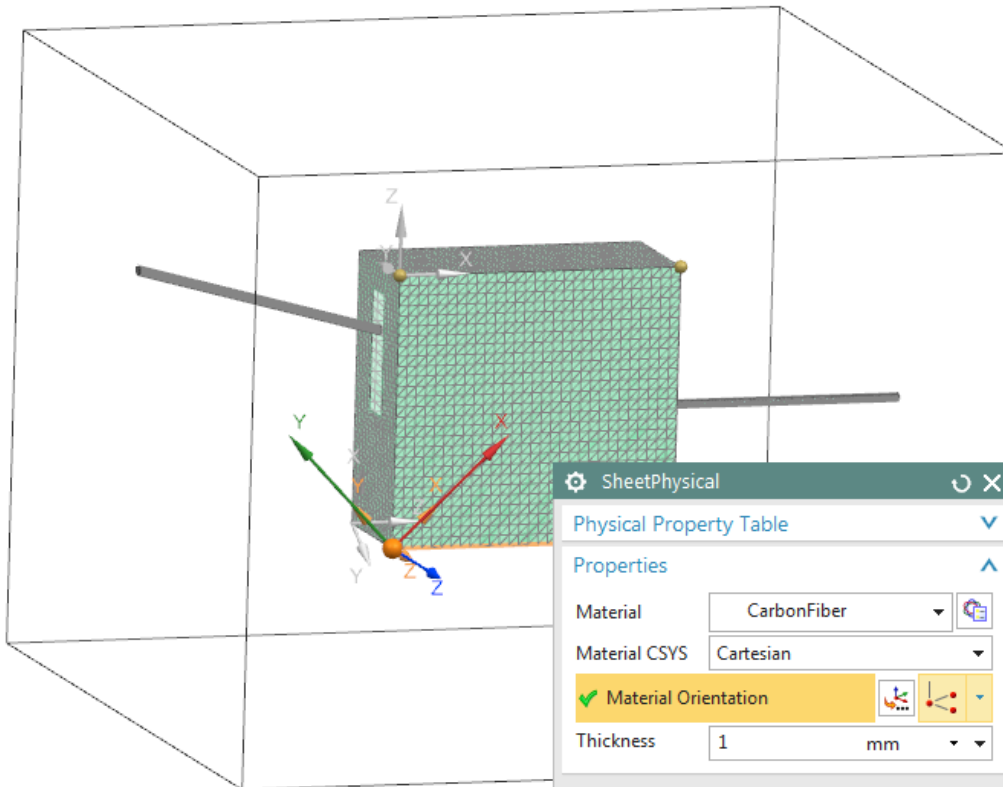 Z
Y
X
Y
X
X
Y
X
Y
Z
Z
SheetPhysical
Physical Property Table
Properties
Material
CarbonFiber
Material CSYS
Cartesian
Material Orientation
Thickness
1
mm